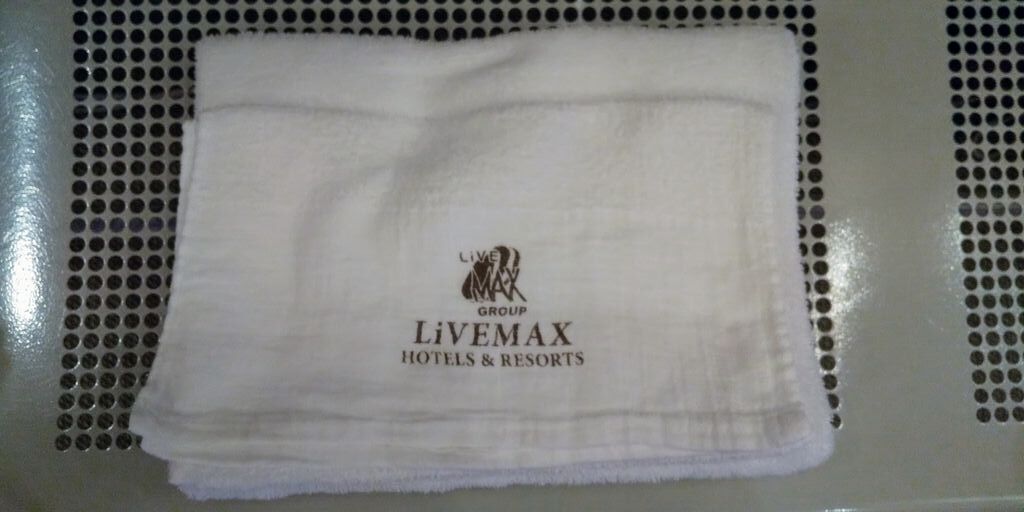 LiVE
MAX
GROUP
LiVEMAX
HOTELS & RESORTS